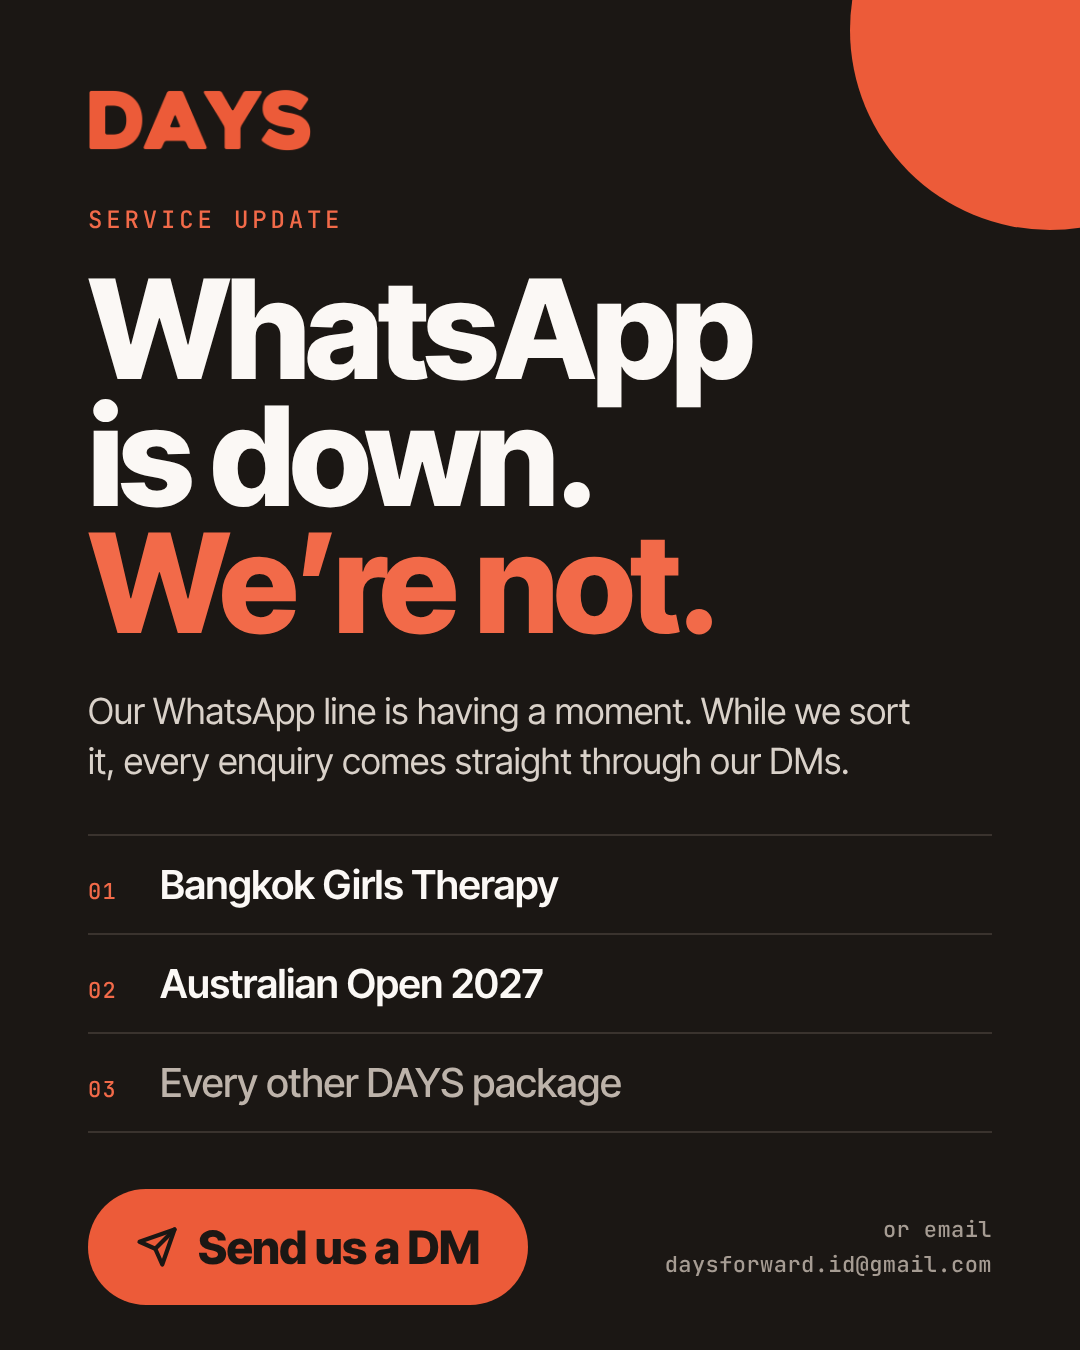 DAYS
SERVICE UPDATE
WhatsApp
is down.
We’re not.
Our WhatsApp line is having a moment. While we sort
it, every enquiry comes straight through our DMs.
01 Bangkok Girls Therapy
02 Australian Open 2027
03 Every other DAYS package
Send us a DM
or email
daysforward.id@gmail.com